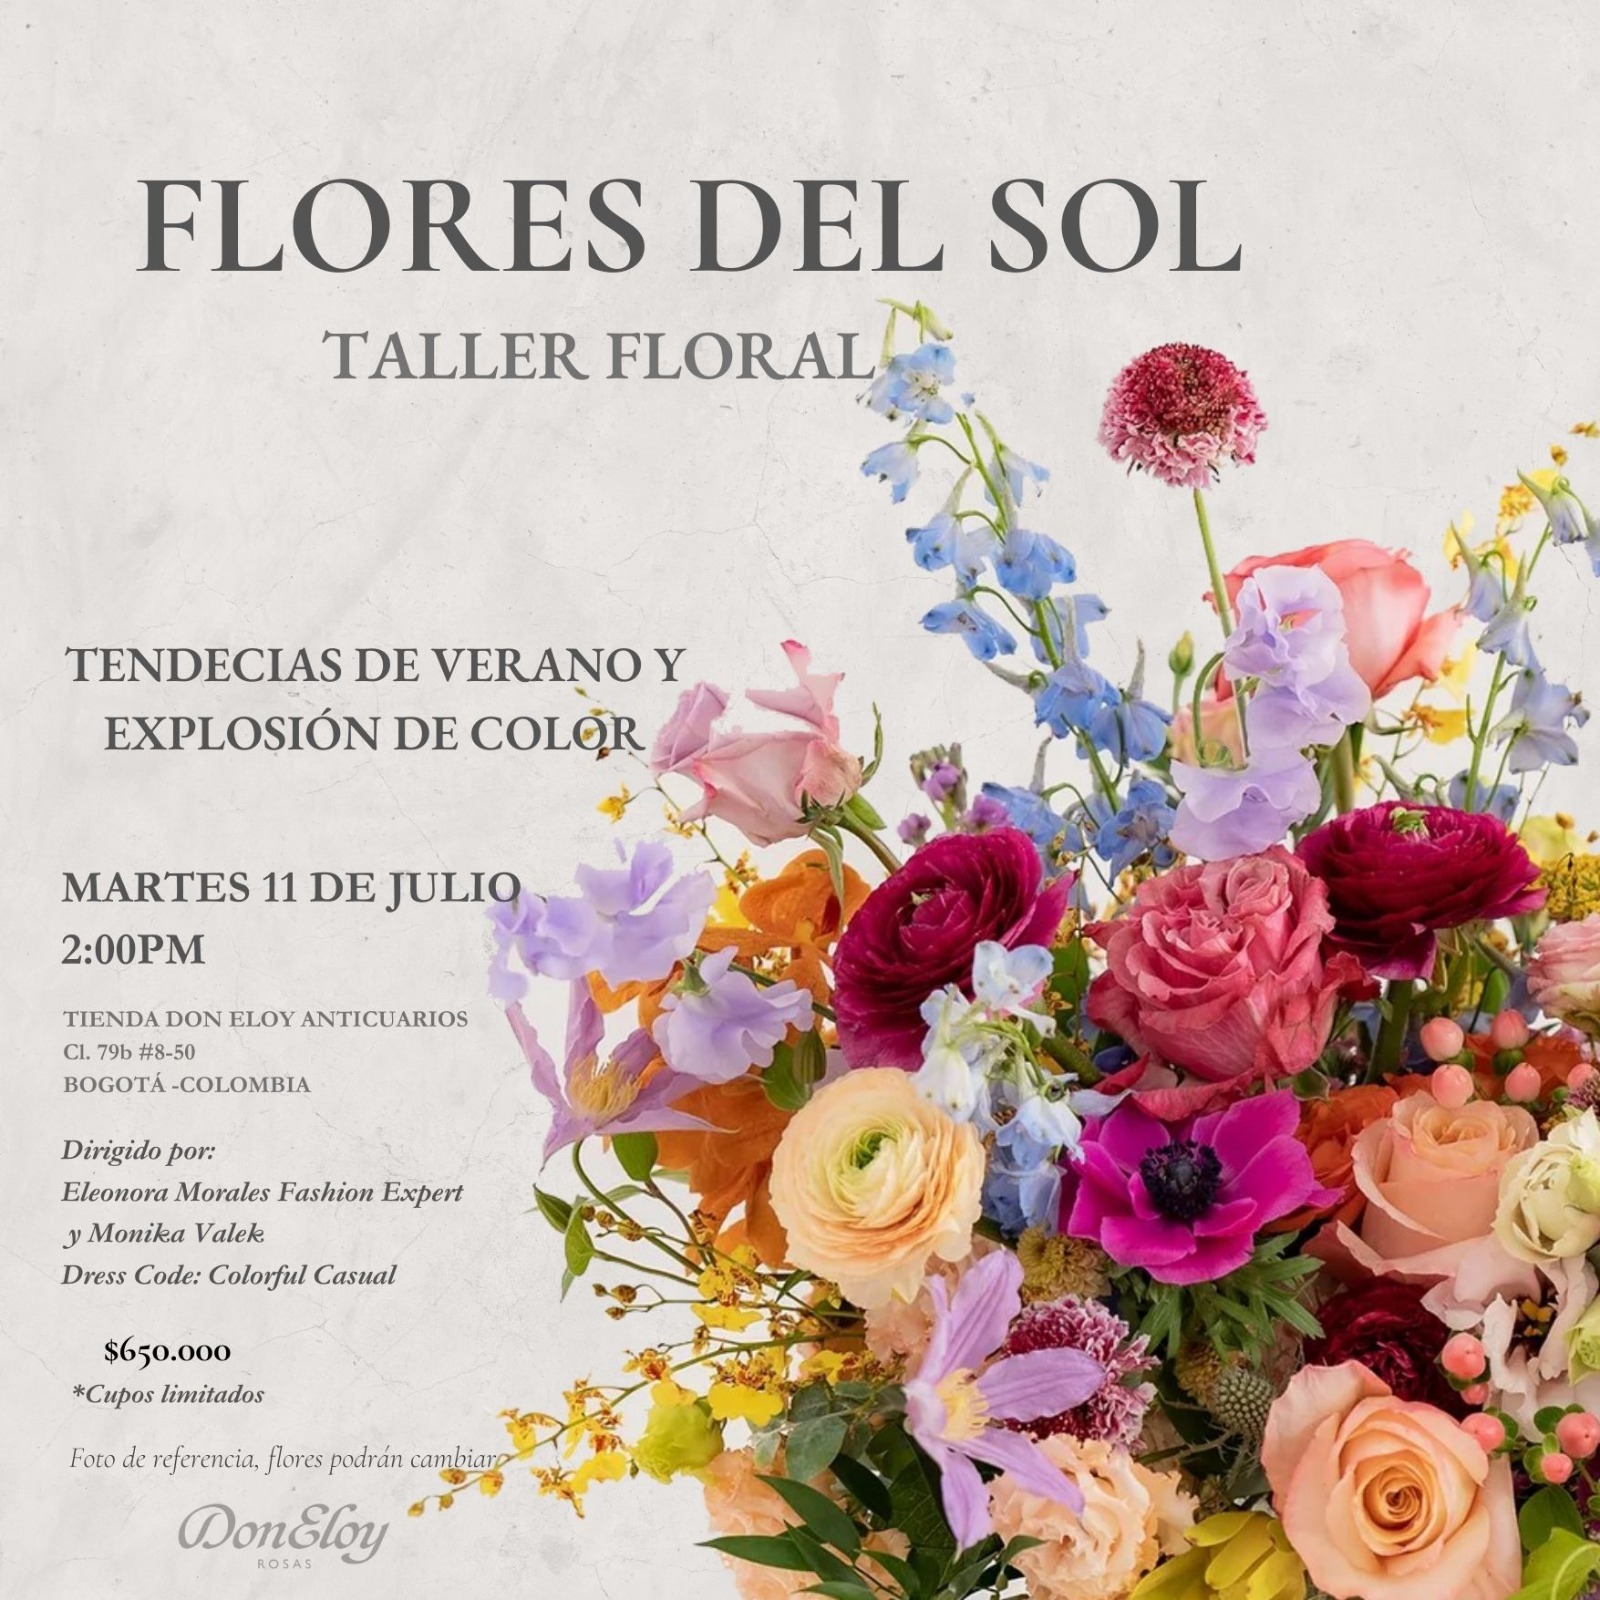 FLORES DEL SOL
TALLER FLORAL
TENDECIAS DE VERANO Y
EXPLOSIÓN DE COLOR
MARTES 11 DE JULIO
2:00PM
TIENDA DON ELOY ANTICUARIOS
Cl. 79b #8-50
BOGOTÁ -COLOMBIA
Dirigido por:
Eleonora Morales Fashion Expert
y Monika Valek
Dress Code: Colorful Casual
$650.000
*Cupos limitados
Foto de referencia, flores podrán cambiar
DonEloy
ROSAS